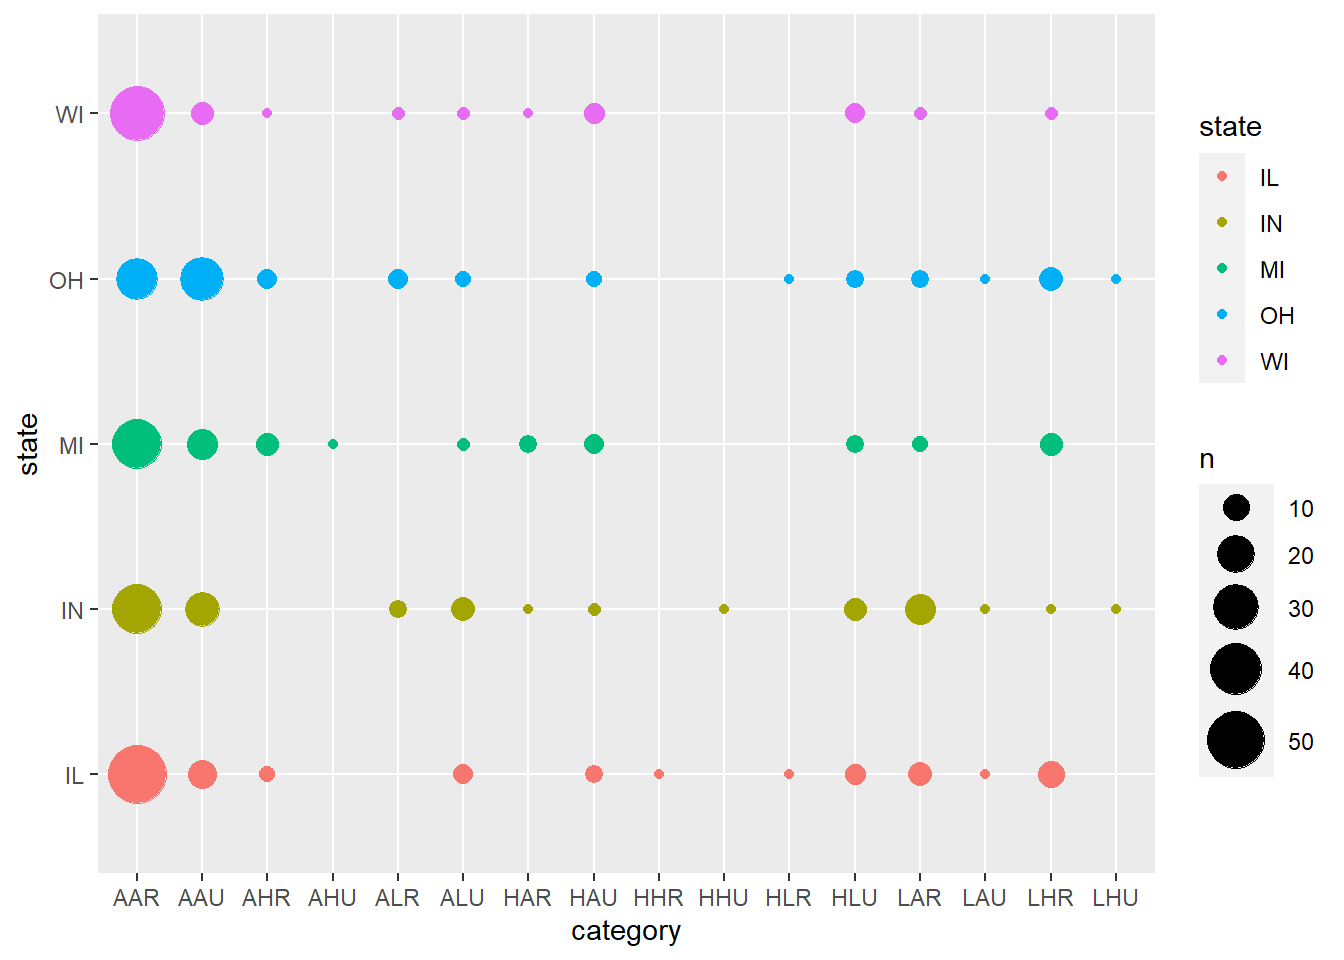 state
WI
OH
MI
IN
IL
AAR AAU AHR AHU ALR ALU HAR HAU HHR HHU HLR HLU LAR LAU LHR LHU
category
state
IL
IN
MI
OH
WI
n
10
20
30
40
50